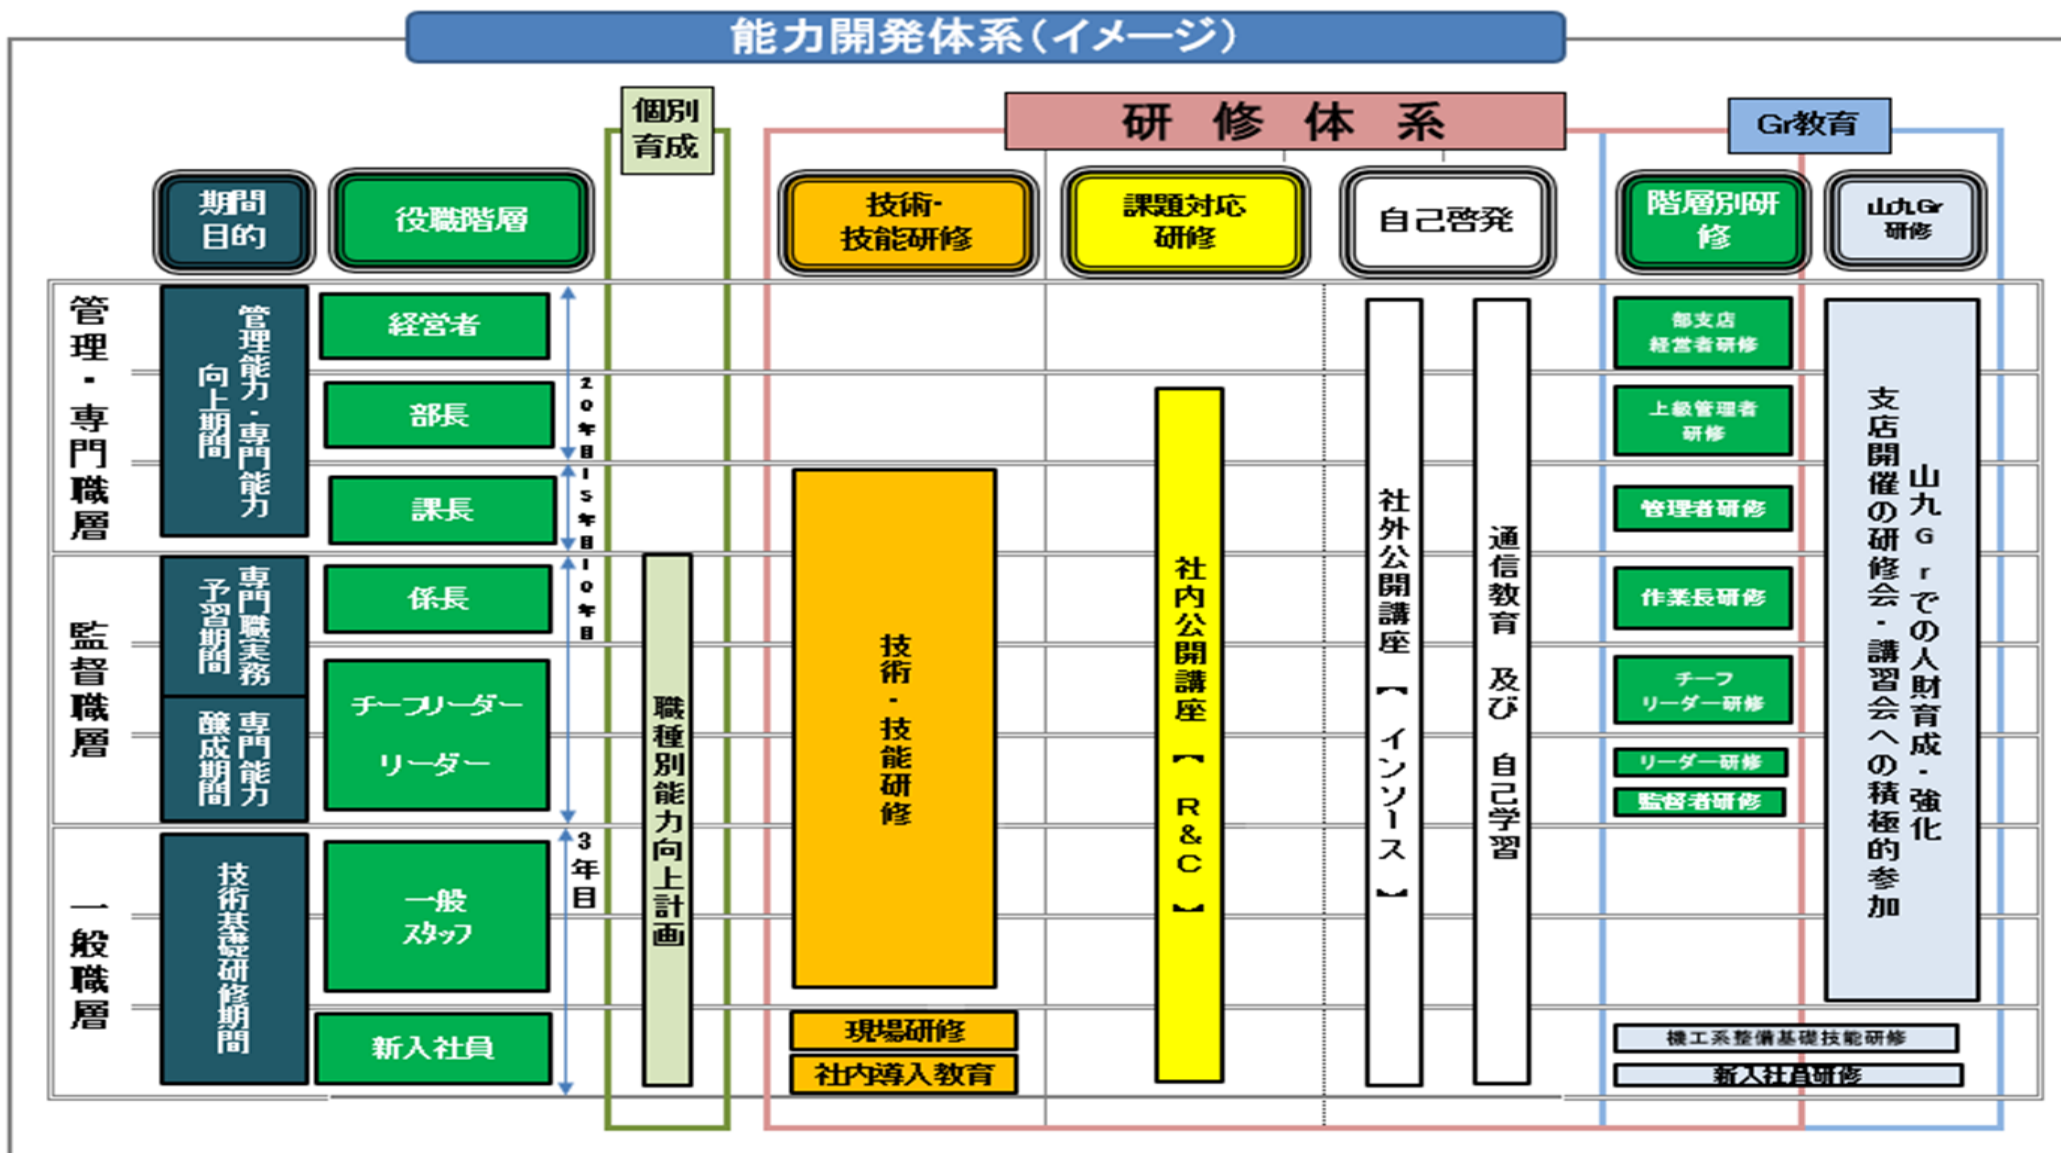 能力開発体系(イメージ)
個別
育成
研修体系
Gr教育
期間
目的
役職階層
技術・
技能研修
課題対応
研修
自己啓発
階層別研
修
山九Gr
研修
管理・専門職層
管理能力・専門能力
向上期間
経営者
部長
課長
20年目
15年目
監督職層
専門職実務
予習期間
専門能力
醸成期間
係長
チーフリーダー
リーダー
10年目
一般職層
技術基礎研修期間
一般
スタッフ
新入社員
3年目
職種別能力向上計画
技術・技能研修
現場研修
社内導入教育
社内公開講座【R&C】
社外公開講座【インソース】
通信教育 及び 自己学習
部支店
経営者研修
上級管理者
研修
管理者研修
作業長研修
チーフ
リーダー研修
リーダー研修
監督者研修
山九Grでの人財育成・強化
支店開催の研修会・講習会への積極的参加
機工系整備基礎技能研修
新入社員研修